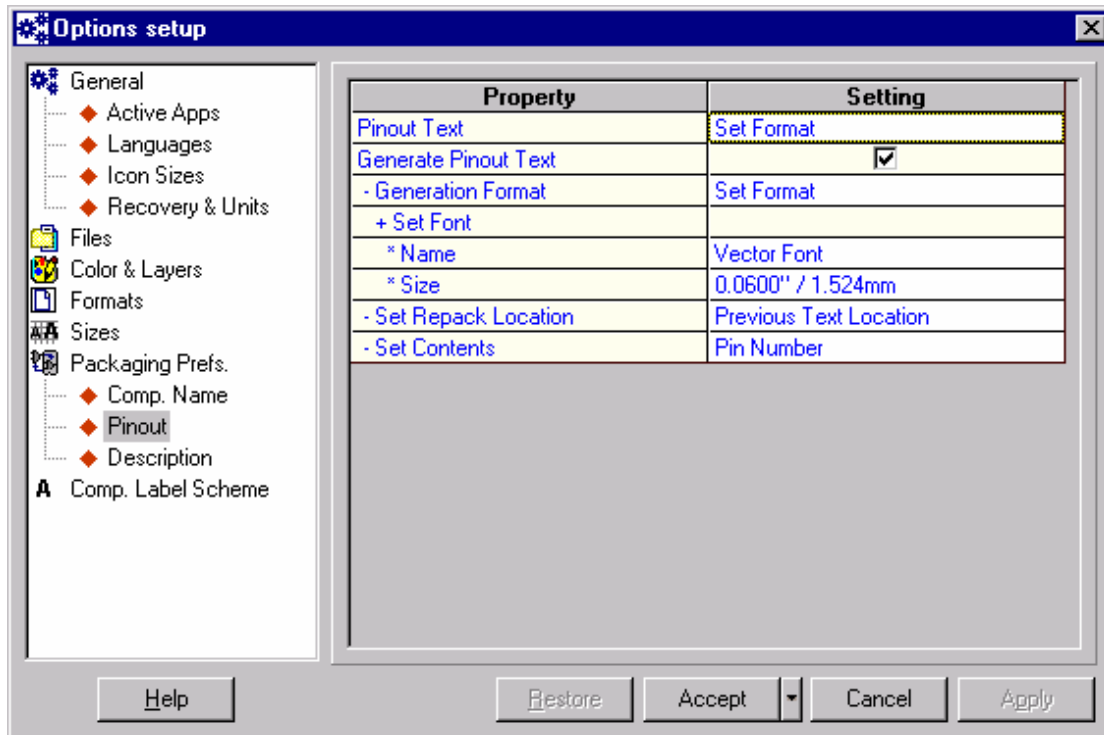 Options setup
General
Active Apps
Languages
Icon Sizes
Recovery & Units
Files
Color & Layers
Formats
Sizes
Packaging Prefs.
Comp. Name
Pinout
Description
A Comp. Label Scheme
Property Setting
Pinout Text Set Format
Generate Pinout Text
- Generation Format Set Format
+ Set Font
* Name Vector Font
* Size 0.0600" / 1.524mm
- Set Repack Location Previous Text Location
- Set Contents Pin Number
Help Restore Accept Cancel Apply